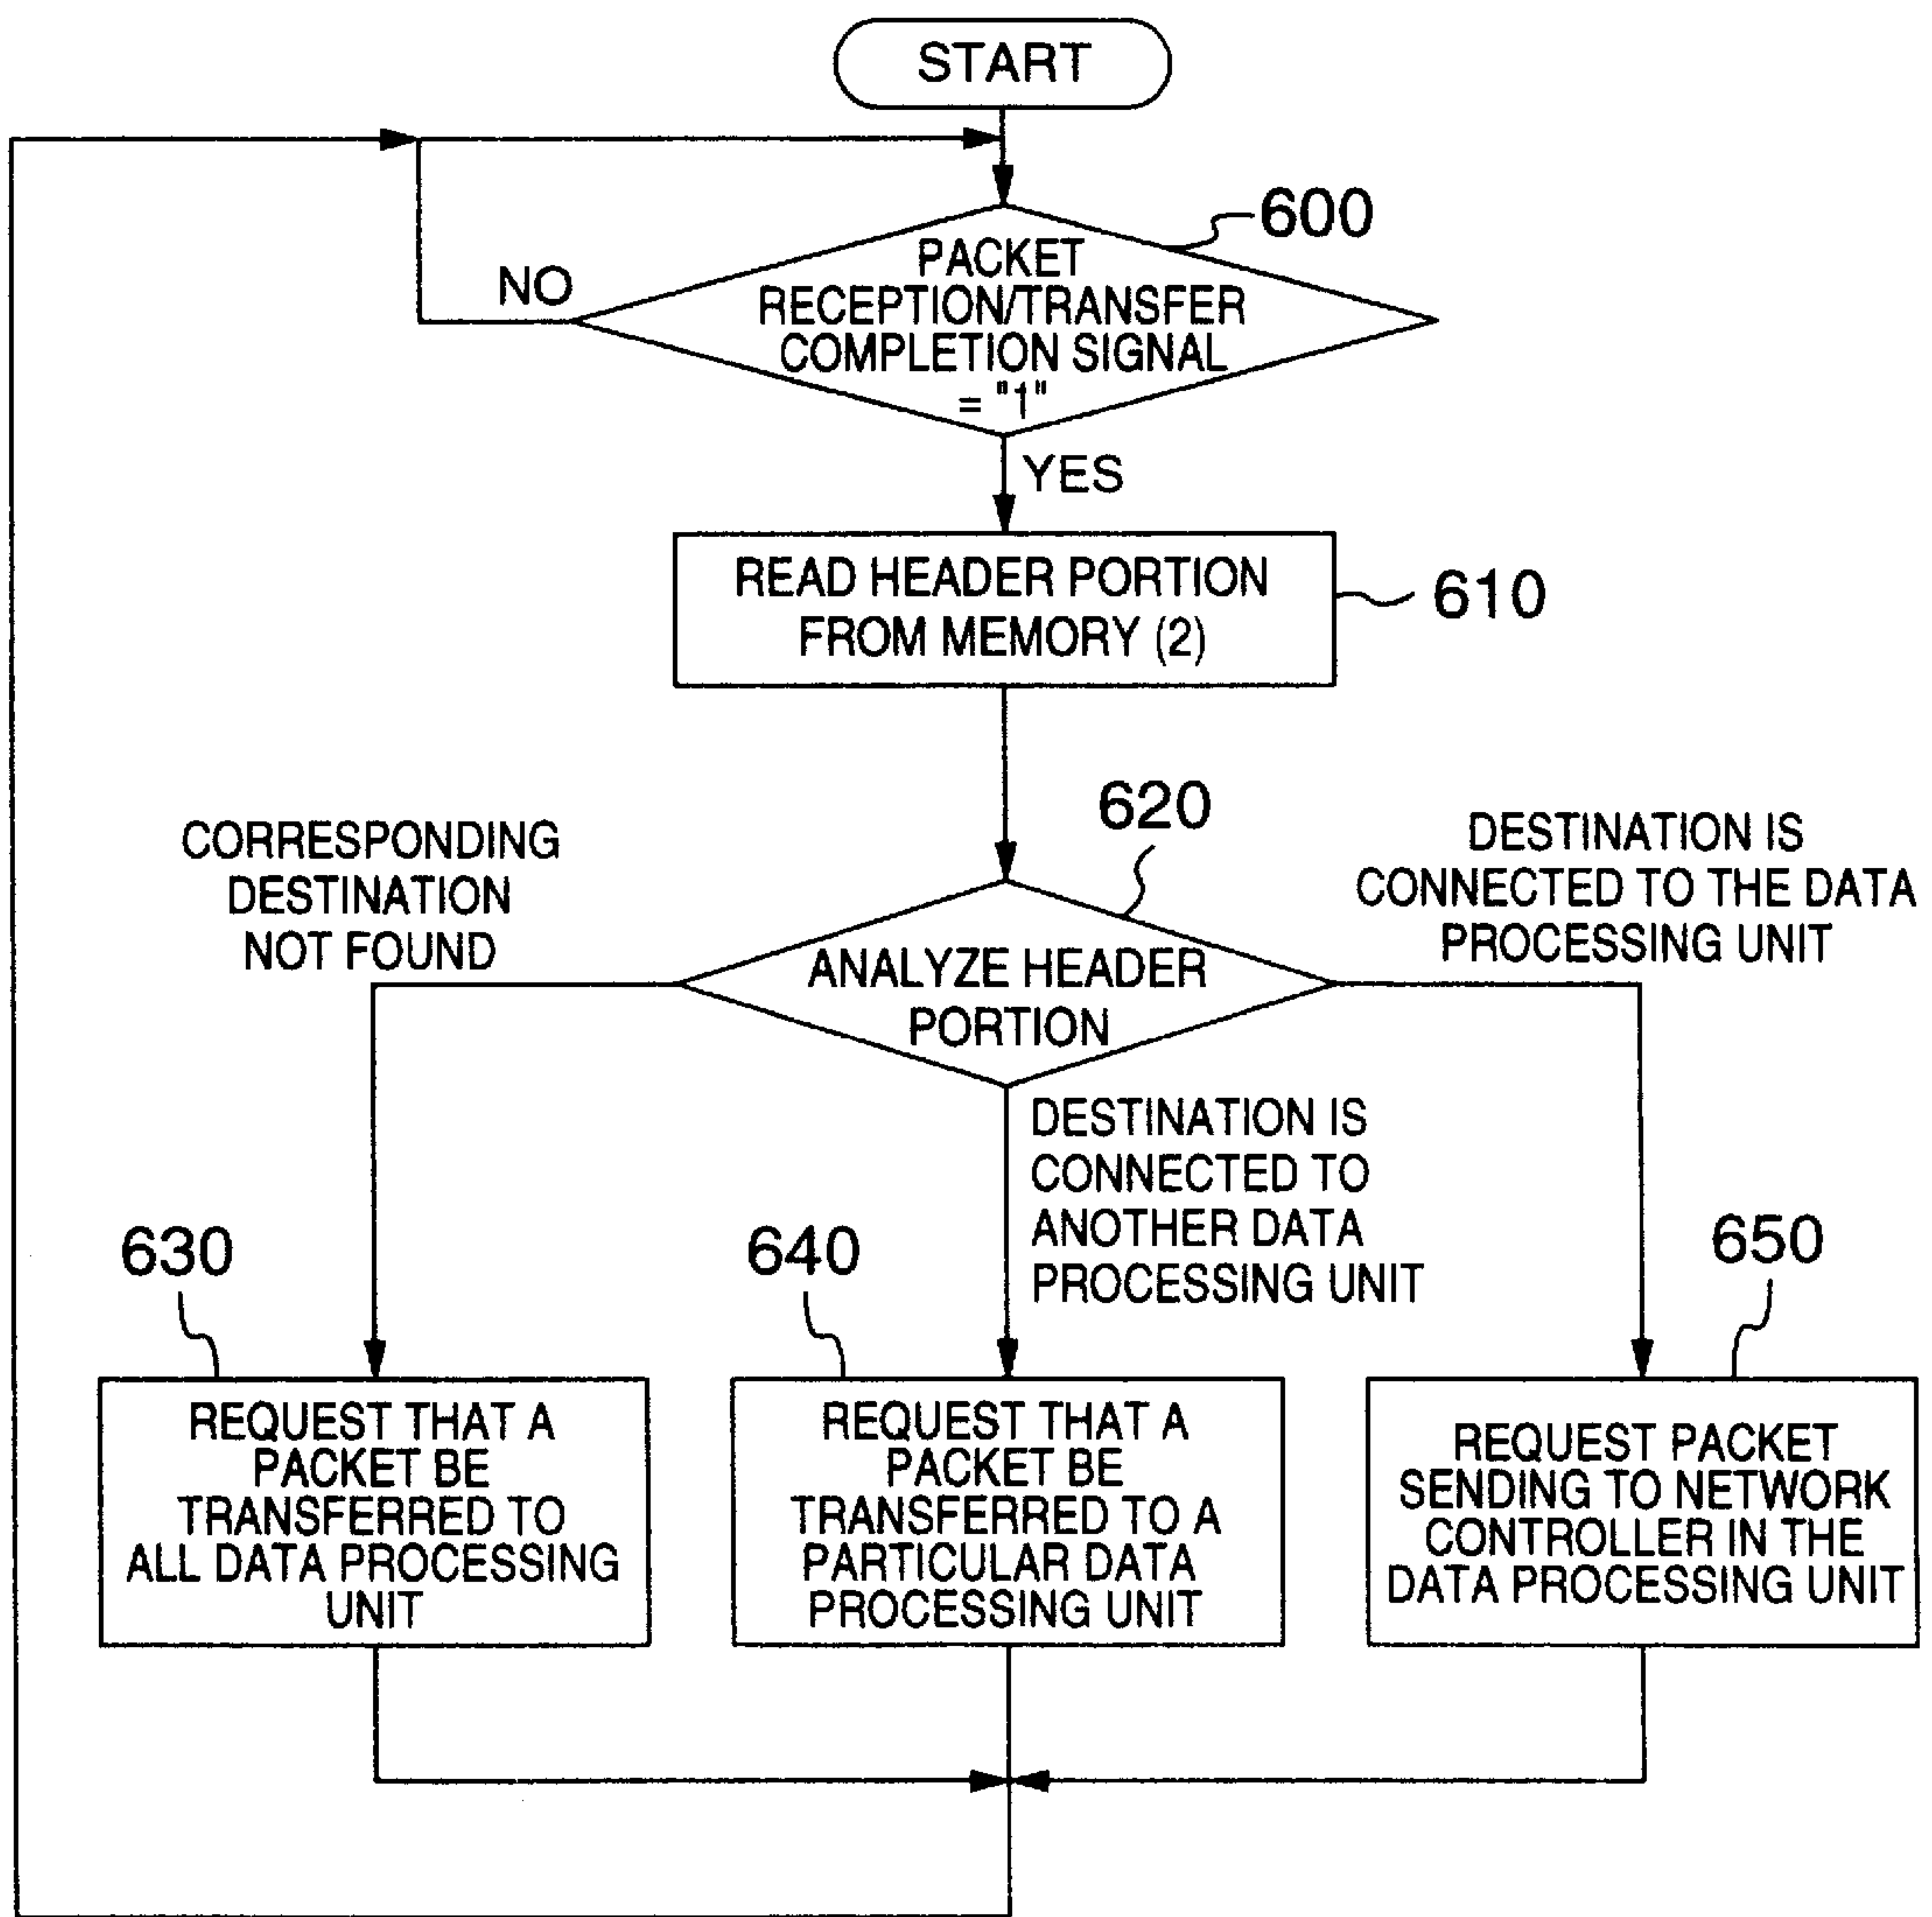 START
600
PACKET
RECEPTION/TRANSFER
COMPLETION SIGNAL
= "1"
NO
YES
READ HEADER PORTION
FROM MEMORY (2)
610
620
CORRESPONDING
DESTINATION
NOT FOUND
DESTINATION IS
CONNECTED TO THE DATA
PROCESSING UNIT
ANALYZE HEADER
PORTION
DESTINATION IS
CONNECTED TO
ANOTHER DATA
PROCESSING UNIT
630
640
650
REQUEST THAT A
PACKET BE
TRANSFERRED TO
ALL DATA PROCESSING
UNIT
REQUEST THAT A
PACKET BE
TRANSFERRED TO A
PARTICULAR DATA
PROCESSING UNIT
REQUEST PACKET
SENDING TO NETWORK
CONTROLLER IN THE
DATA PROCESSING UNIT